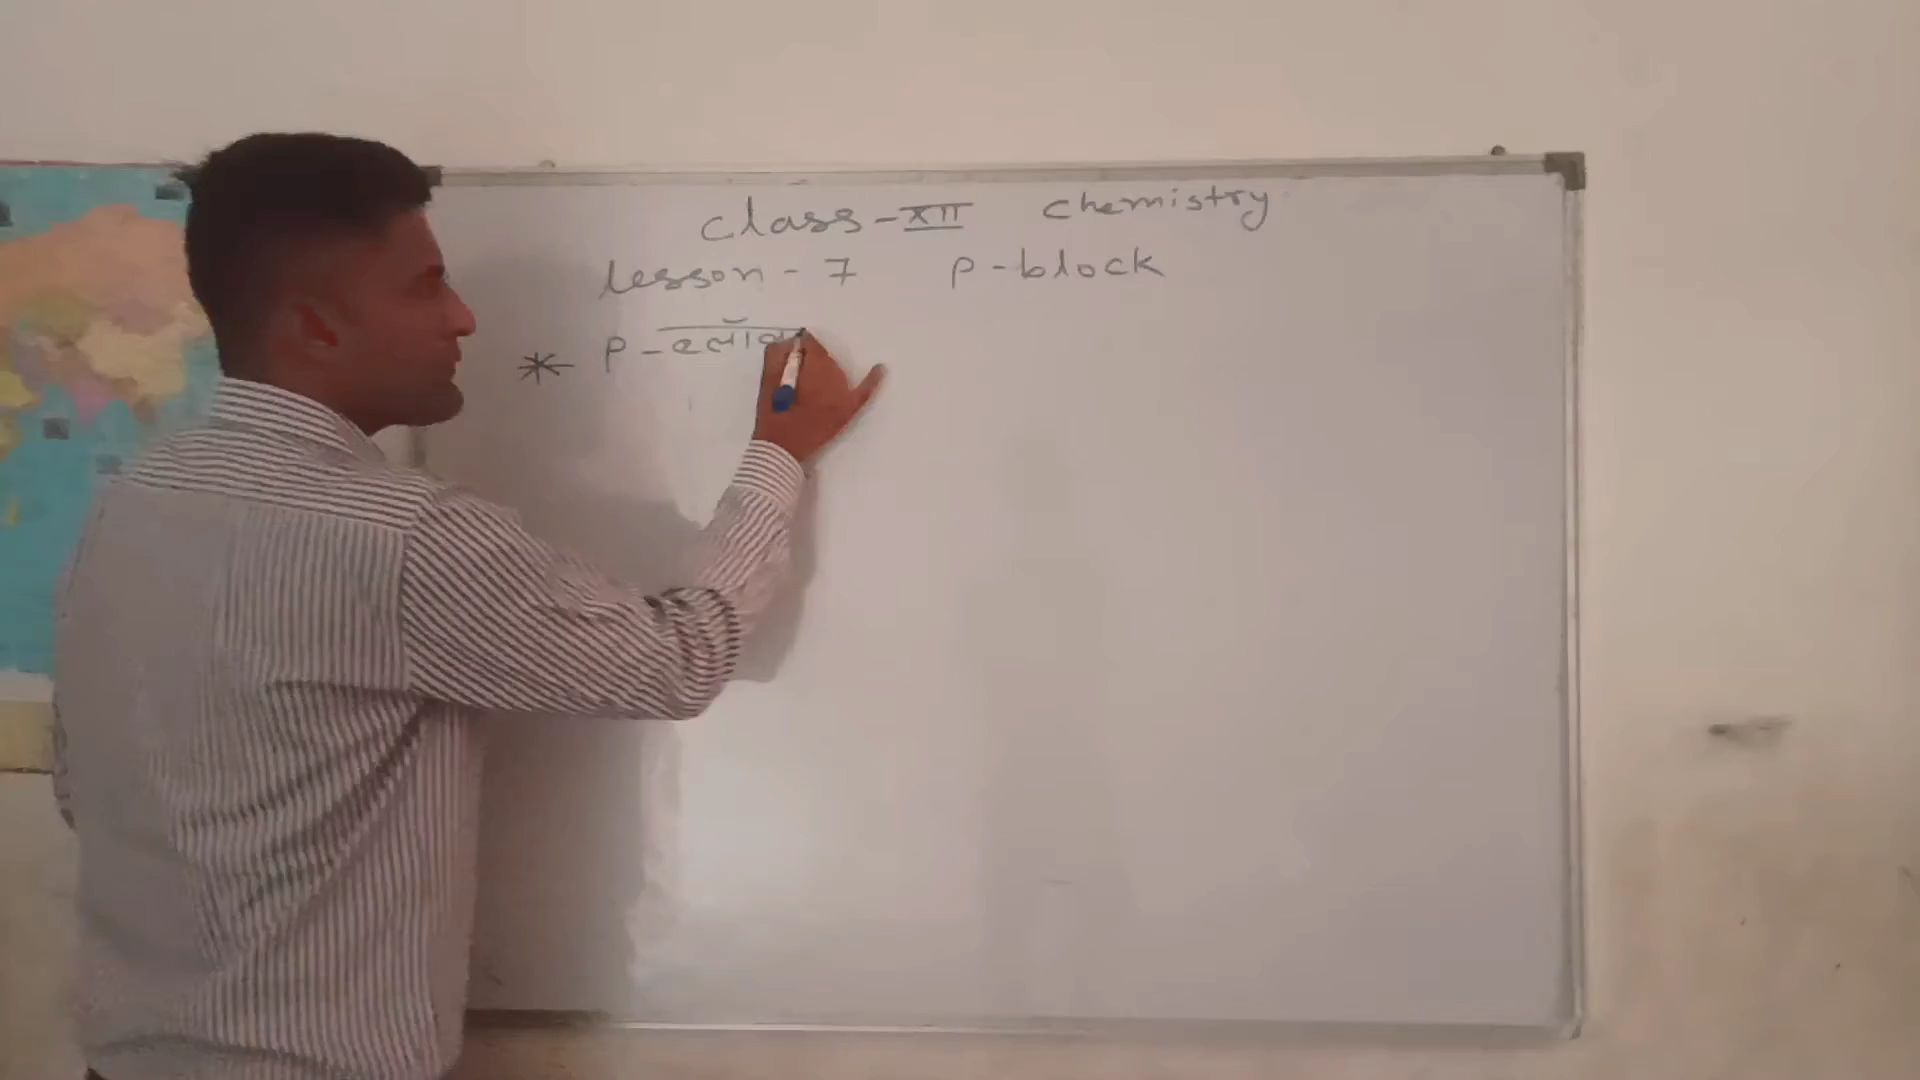 Class-XII Chemistry
lesson-7 P-block
* P-ब्लॉक